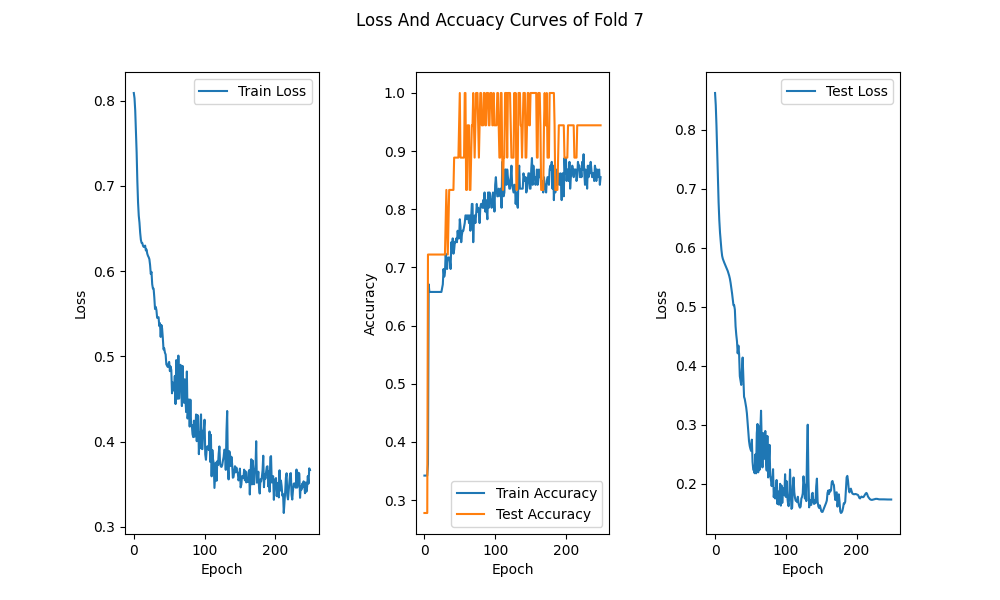 Loss And Accuacy Curves of Fold 7
Train Loss
0.8
0.7
0.6
0.5
0.4
0.3
Loss
0
100
200
Epoch
1.0
0.9
0.8
0.7
0.6
0.5
0.4
0.3
Accuracy
Train Accuracy
Test Accuracy
0
100
200
Epoch
Test Loss
0.8
0.7
0.6
0.5
0.4
0.3
0.2
Loss
0
100
200
Epoch